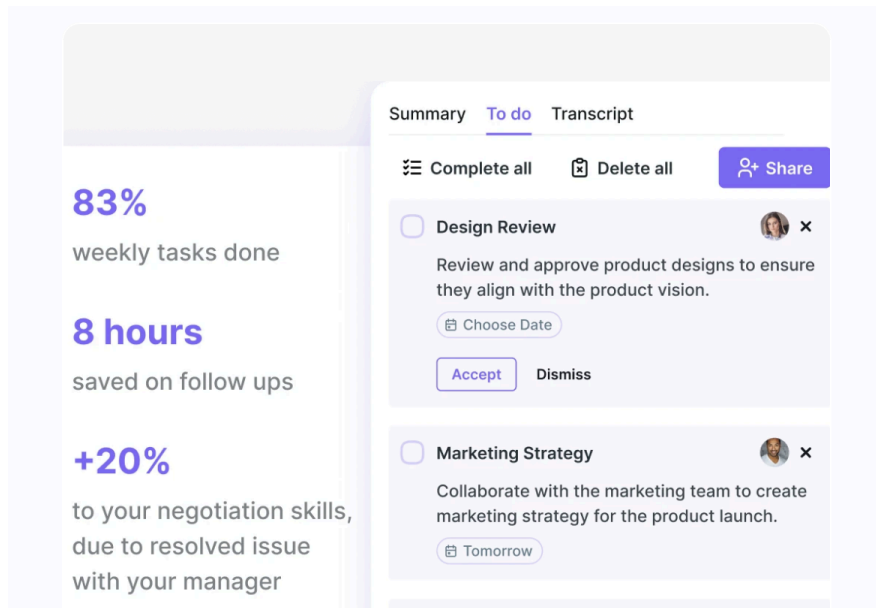 83%
weekly tasks done
8 hours
saved on follow ups
+20%
to your negotiation skills,
due to resolved issue
with your manager
Summary To do Transcript
Complete all Delete all Share
Design Review
Review and approve product designs to ensure
they align with the product vision.
Choose Date
Accept Dismiss
Marketing Strategy
Collaborate with the marketing team to create
marketing strategy for the product launch.
Tomorrow